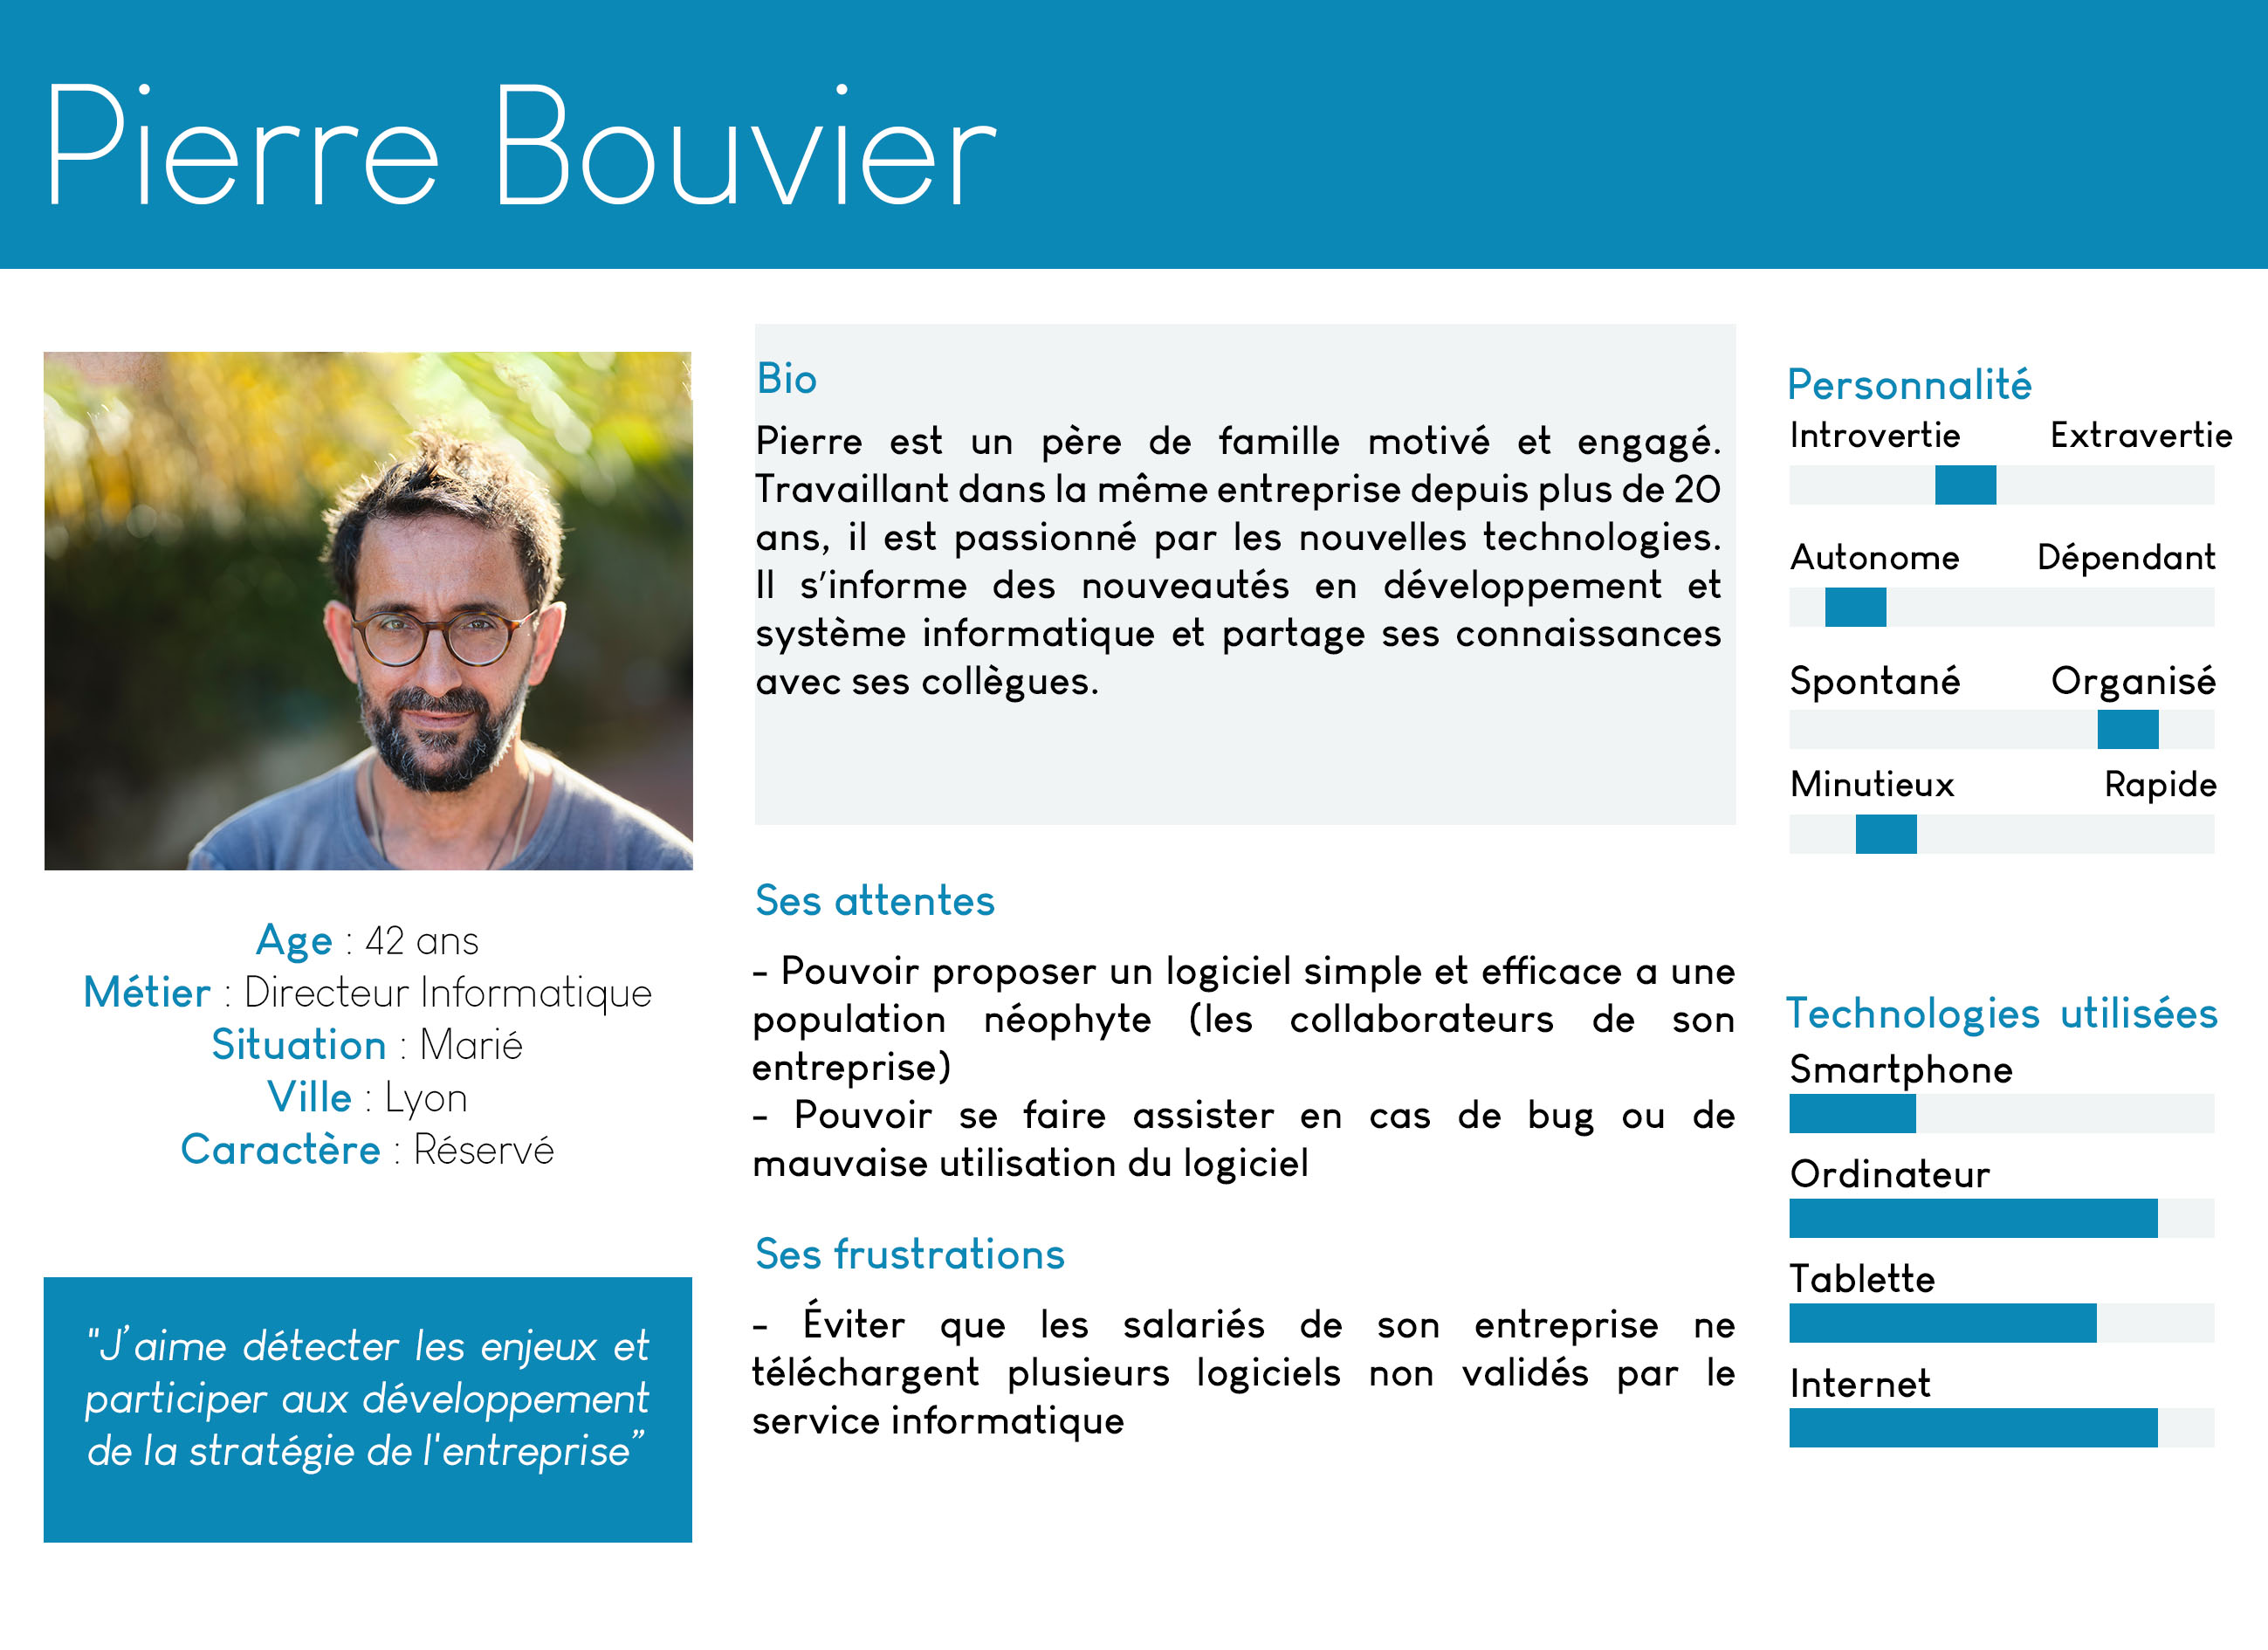 Pierre Bouvier
Age : 42 ans
Métier : Directeur Informatique
Situation : Marié
Ville : Lyon
Caractère : Réservé
"J’aime détecter les enjeux et
participer aux développement
de la stratégie de l'entreprise”
Bio
Pierre est un père de famille motivé et engagé.
Travaillant dans la même entreprise depuis plus de 20
ans, il est passionné par les nouvelles technologies.
Il s’informe des nouveautés en développement et
système informatique et partage ses connaissances
avec ses collègues.
Ses attentes
- Pouvoir proposer un logiciel simple et efficace a une
population néophyte (les collaborateurs de son
entreprise)
- Pouvoir se faire assister en cas de bug ou de
mauvaise utilisation du logiciel
Ses frustrations
- Éviter que les salariés de son entreprise ne
téléchargent plusieurs logiciels non validés par le
service informatique
Personnalité
Introvertie Extravertie
Autonome Dépendant
Spontané Organisé
Minutieux Rapide
Technologies utilisées
Smartphone
Ordinateur
Tablette
Internet